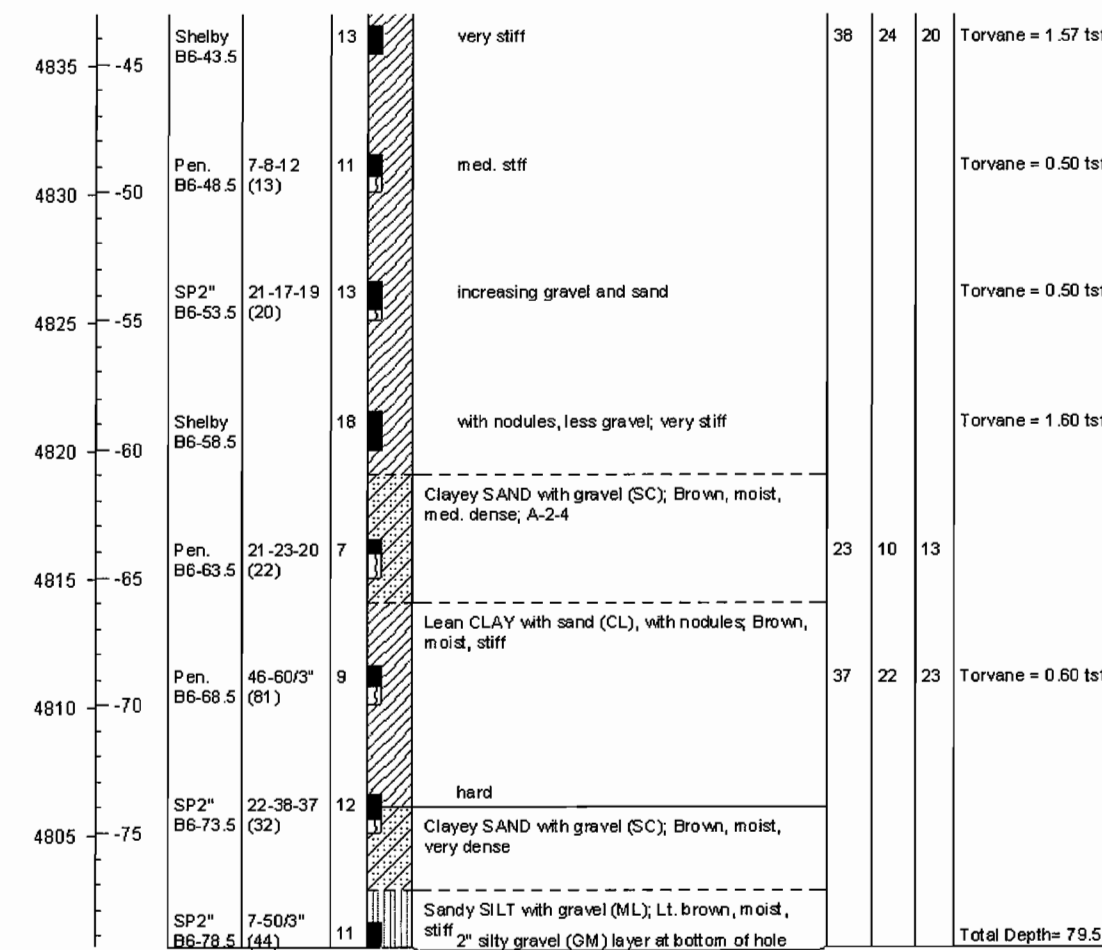 Shelby 13 very stiff 38 24 20 Torvane = 1.57 tsf
B6-43.5
4835 -45
Pen. 7-8-12 11 med. stff Torvane = 0.50 tsf
B6-48.5 (13)
4830 -50
SP2" 21-17-19 13 increasing gravel and sand Torvane = 0.50 tsf
B6-53.5 (20)
4825 -55
Shelby 18 with nodules, less gravel; very stiff Torvane = 1.60 tsf
B6-58.5
4820 -60
Clayey SAND with gravel (SC); Brown, moist,
med. dense; A-2-4
Pen. 21-23-20 7 23 10 13
B6-63.5 (22)
4815 -65
Lean CLAY with sand (CL), with nodules; Brown,
moist, stiff
Pen. 46-60/3" 9 37 22 23 Torvane = 0.60 tsf
B6-68.5 (81)
4810 -70
hard
SP2" 22-38-37 12
B6-73.5 (32)
4805 -75
Clayey SAND with gravel (SC); Brown, moist,
very dense
Sandy SILT with gravel (ML); Lt. brown, moist,
stiff 2" silty gravel (GM) layer at bottom of hole
SP2" 7-50/3" 11 Total Depth= 79.5
B6-78.5 (44)